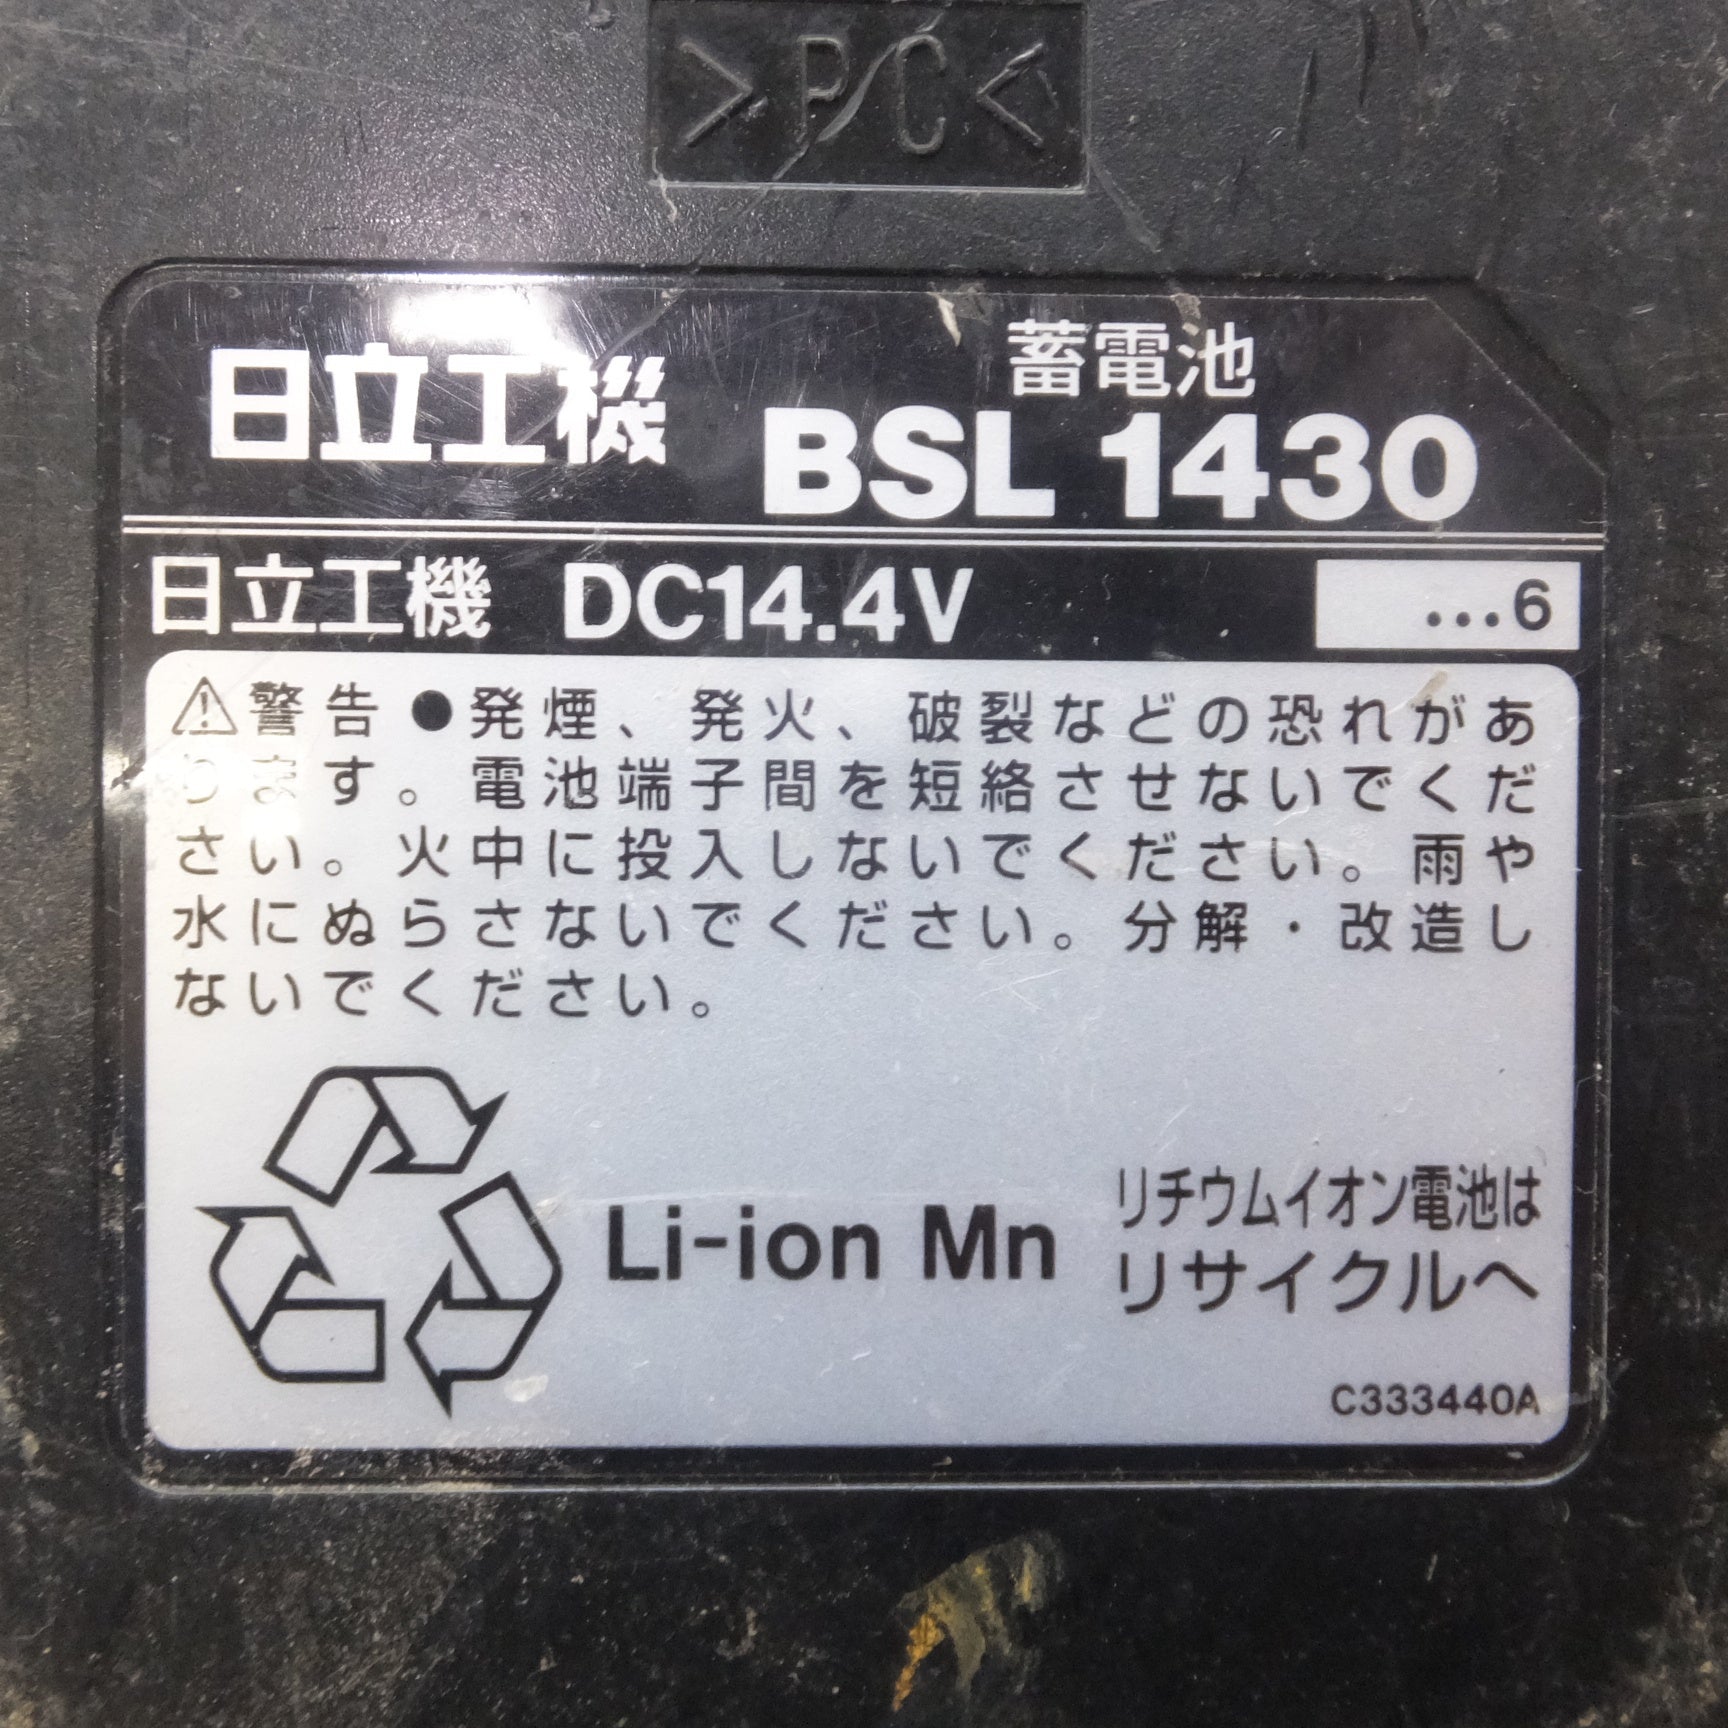 >PC<
日立工機
蓄電池
BSL 1430
日立工機 DC14.4V
...6
⚠警告●発煙、発火、破裂などの恐れがあ
ります。電池端子間を短絡させないでくだ
さい。火中に投入しないでください。雨や
水にぬらさないでください。分解・改造し
ないでください。
Li-ion Mn
リチウムイオン電池は
リサイクルへ
C333440A